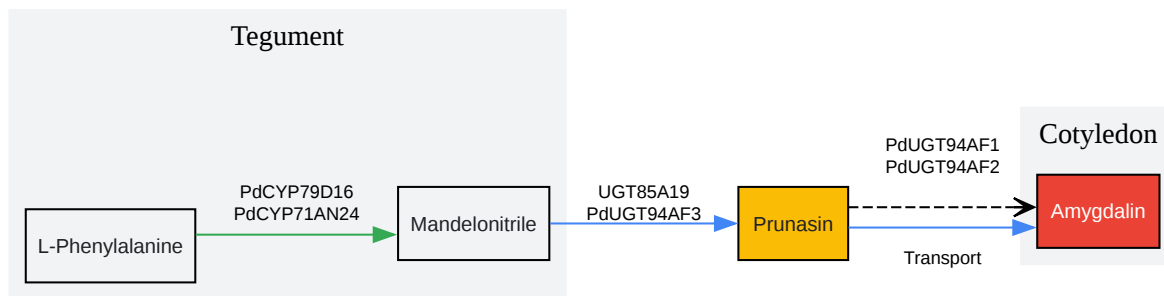 Tegument
Cotyledon
PdUGT94AF1
PdUGT94AF2
PdCYP79D16
PdCYP71AN24
UGT85A19
PdUGT94AF3
L-Phenylalanine
Mandelonitrile
Prunasin
Amygdalin
Transport